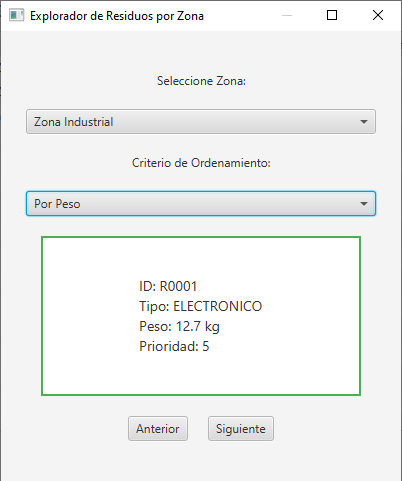 Explorador de Residuos por Zona
Seleccione Zona:
Zona Industrial
Criterio de Ordenamiento:
Por Peso
ID: R0001
Tipo: ELECTRONICO
Peso: 12.7 kg
Prioridad: 5
Anterior Siguiente